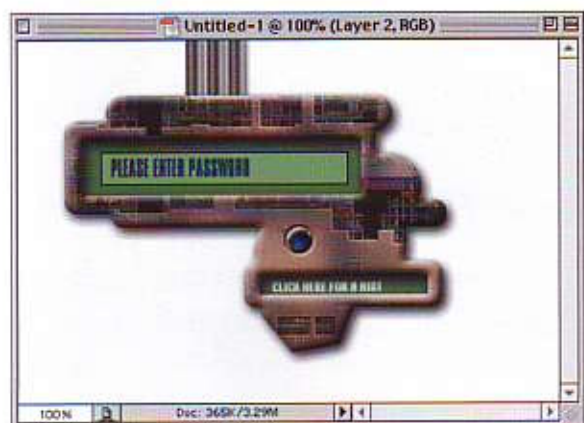 Untitled-1 @ 100% (Layer 2, RGB)
PLEASE ENTER PASSWORD
CLICK HERE FOR A HINT
100%
Doc: 365K/3.29M